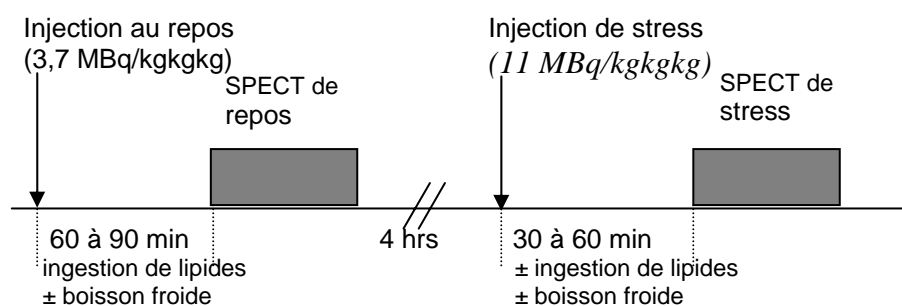 Injection au repos
(3,7 MBq/kgkgkg)
SPECT de
repos
Injection de stress
(11 MBq/kgkgkg)
SPECT de
stress
60 à 90 min
ingestion de lipides
± boisson froide
4 hrs
30 à 60 min
± ingestion de lipides
± boisson froide